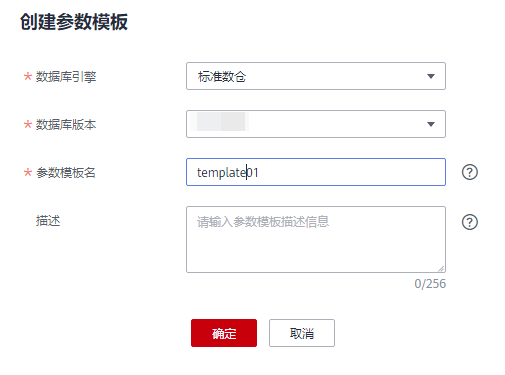 创建参数模板
* 数据库引擎 标准数仓
* 数据库版本
* 参数模板名 template01 ?
描述 请输入参数模板描述信息 ?
0/256
确定 取消